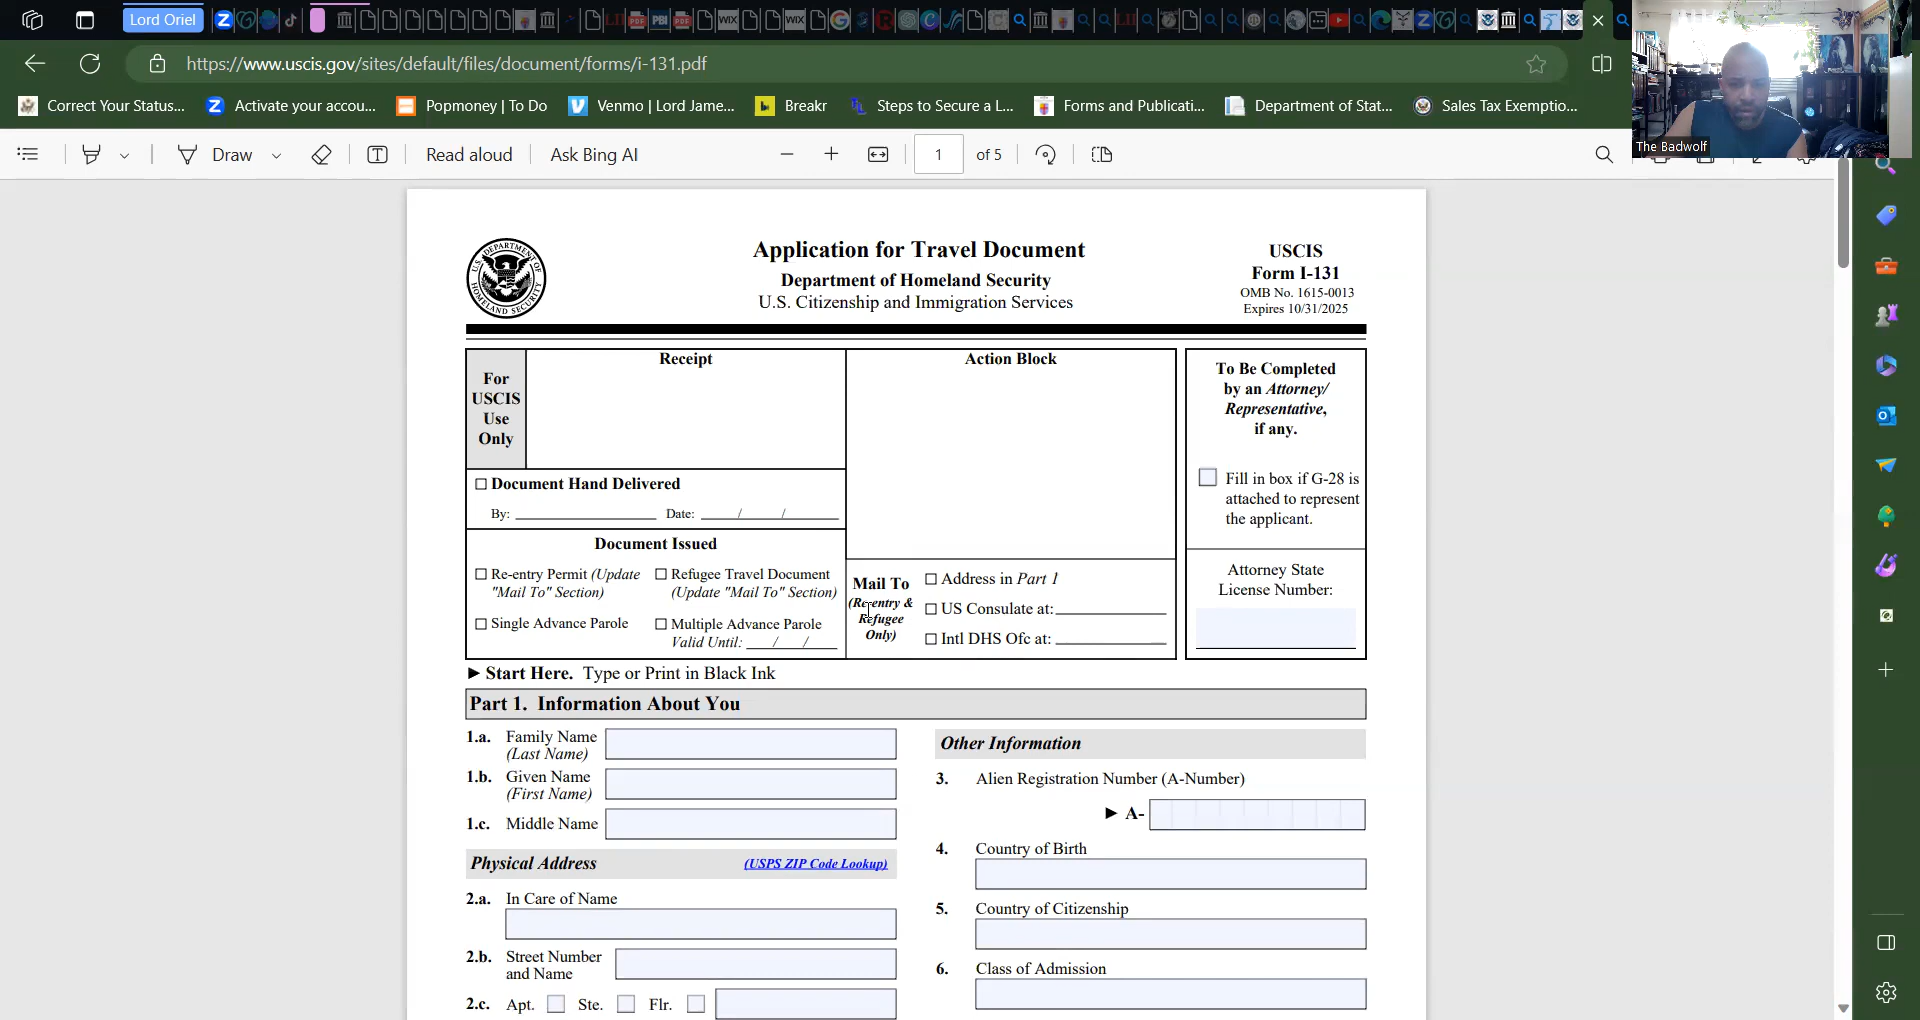 Lord Oriel
https://www.uscis.gov/sites/default/files/document/forms/i-131.pdf
Correct Your Status...
Activate your accou...
Popmoney | To Do
Venmo | Lord Jame...
Breakr
Steps to Secure a L...
Forms and Publicati...
Department of Stat...
Sales Tax Exemptio...
The Badwolf
Draw
Read aloud
Ask Bing AI
1
of 5
Application for Travel Document
Department of Homeland Security
U.S. Citizenship and Immigration Services
USCIS
Form I-131
OMB No. 1615-0013
Expires 10/31/2025
U.S. DEPARTMENT OF
HOMELAND SECURITY
For
USCIS
Use
Only
Receipt
Document Hand Delivered
By: Date: / /
Document Issued
Re-entry Permit (Update
"Mail To" Section)
Refugee Travel Document
(Update "Mail To" Section)
Single Advance Parole
Multiple Advance Parole
Valid Until: / /
Action Block
Mail To
(Re-entry &
Refugee
Only)
Address in Part 1
US Consulate at:
Intl DHS Ofc at:
To Be Completed
by an Attorney/
Representative,
if any.
Fill in box if G-28 is
attached to represent
the applicant.
Attorney State
License Number:
► Start Here. Type or Print in Black Ink
Part 1. Information About You
1.a. Family Name
(Last Name)
1.b. Given Name
(First Name)
1.c. Middle Name
Physical Address (USPS ZIP Code Lookup)
2.a. In Care of Name
2.b. Street Number
and Name
2.c. Apt. Ste. Flr.
Other Information
3. Alien Registration Number (A-Number)
► A-
4. Country of Birth
5. Country of Citizenship
6. Class of Admission